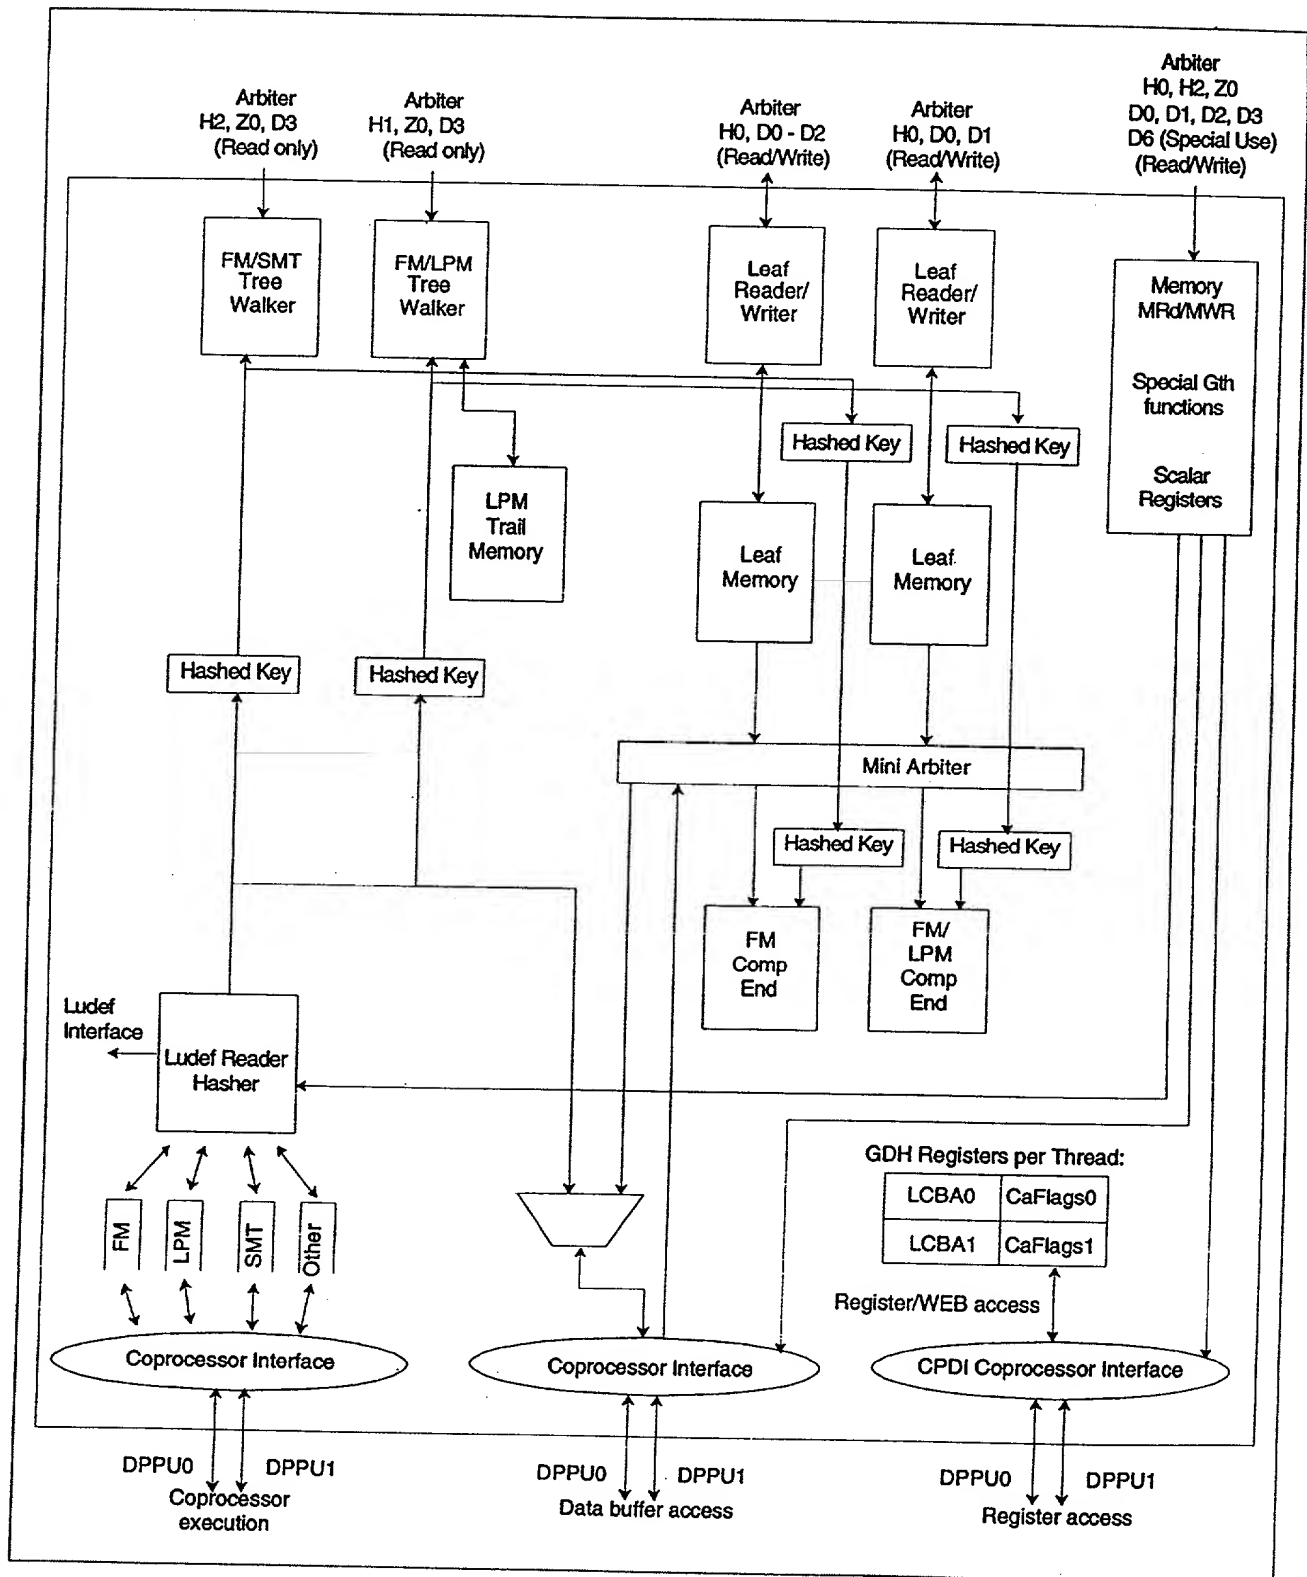 Arbiter
H2, Z0, D3
(Read only)
Arbiter
H1, Z0, D3
(Read only)
Arbiter
H0, D0 - D2
(Read/Write)
Arbiter
H0, D0, D1
(Read/Write)
Arbiter
H0, H2, Z0
D0, D1, D2, D3
D6 (Special Use)
(Read/Write)
FM/SMT
Tree
Walker
FM/LPM
Tree
Walker
Leaf
Reader/
Writer
Leaf
Reader/
Writer
Memory
MRd/MWR
Special Gth
functions
Scalar
Registers
Hashed Key
Hashed Key
LPM
Trail
Memory
Leaf
Memory
Leaf
Memory
Hashed Key
Hashed Key
Mini Arbiter
Hashed Key
Hashed Key
FM
Comp
End
FM/
LPM
Comp
End
Ludef
Interface
Ludef Reader
Hasher
GDH Registers per Thread:
LCBA0
CaFlags0
LCBA1
CaFlags1
FM
LPM
SMT
Other
Register/WEB access
Coprocessor Interface
Coprocessor Interface
CPDI Coprocessor Interface
DPPU0
DPPU1
Coprocessor
execution
DPPU0
DPPU1
Data buffer access
DPPU0
DPPU1
Register access